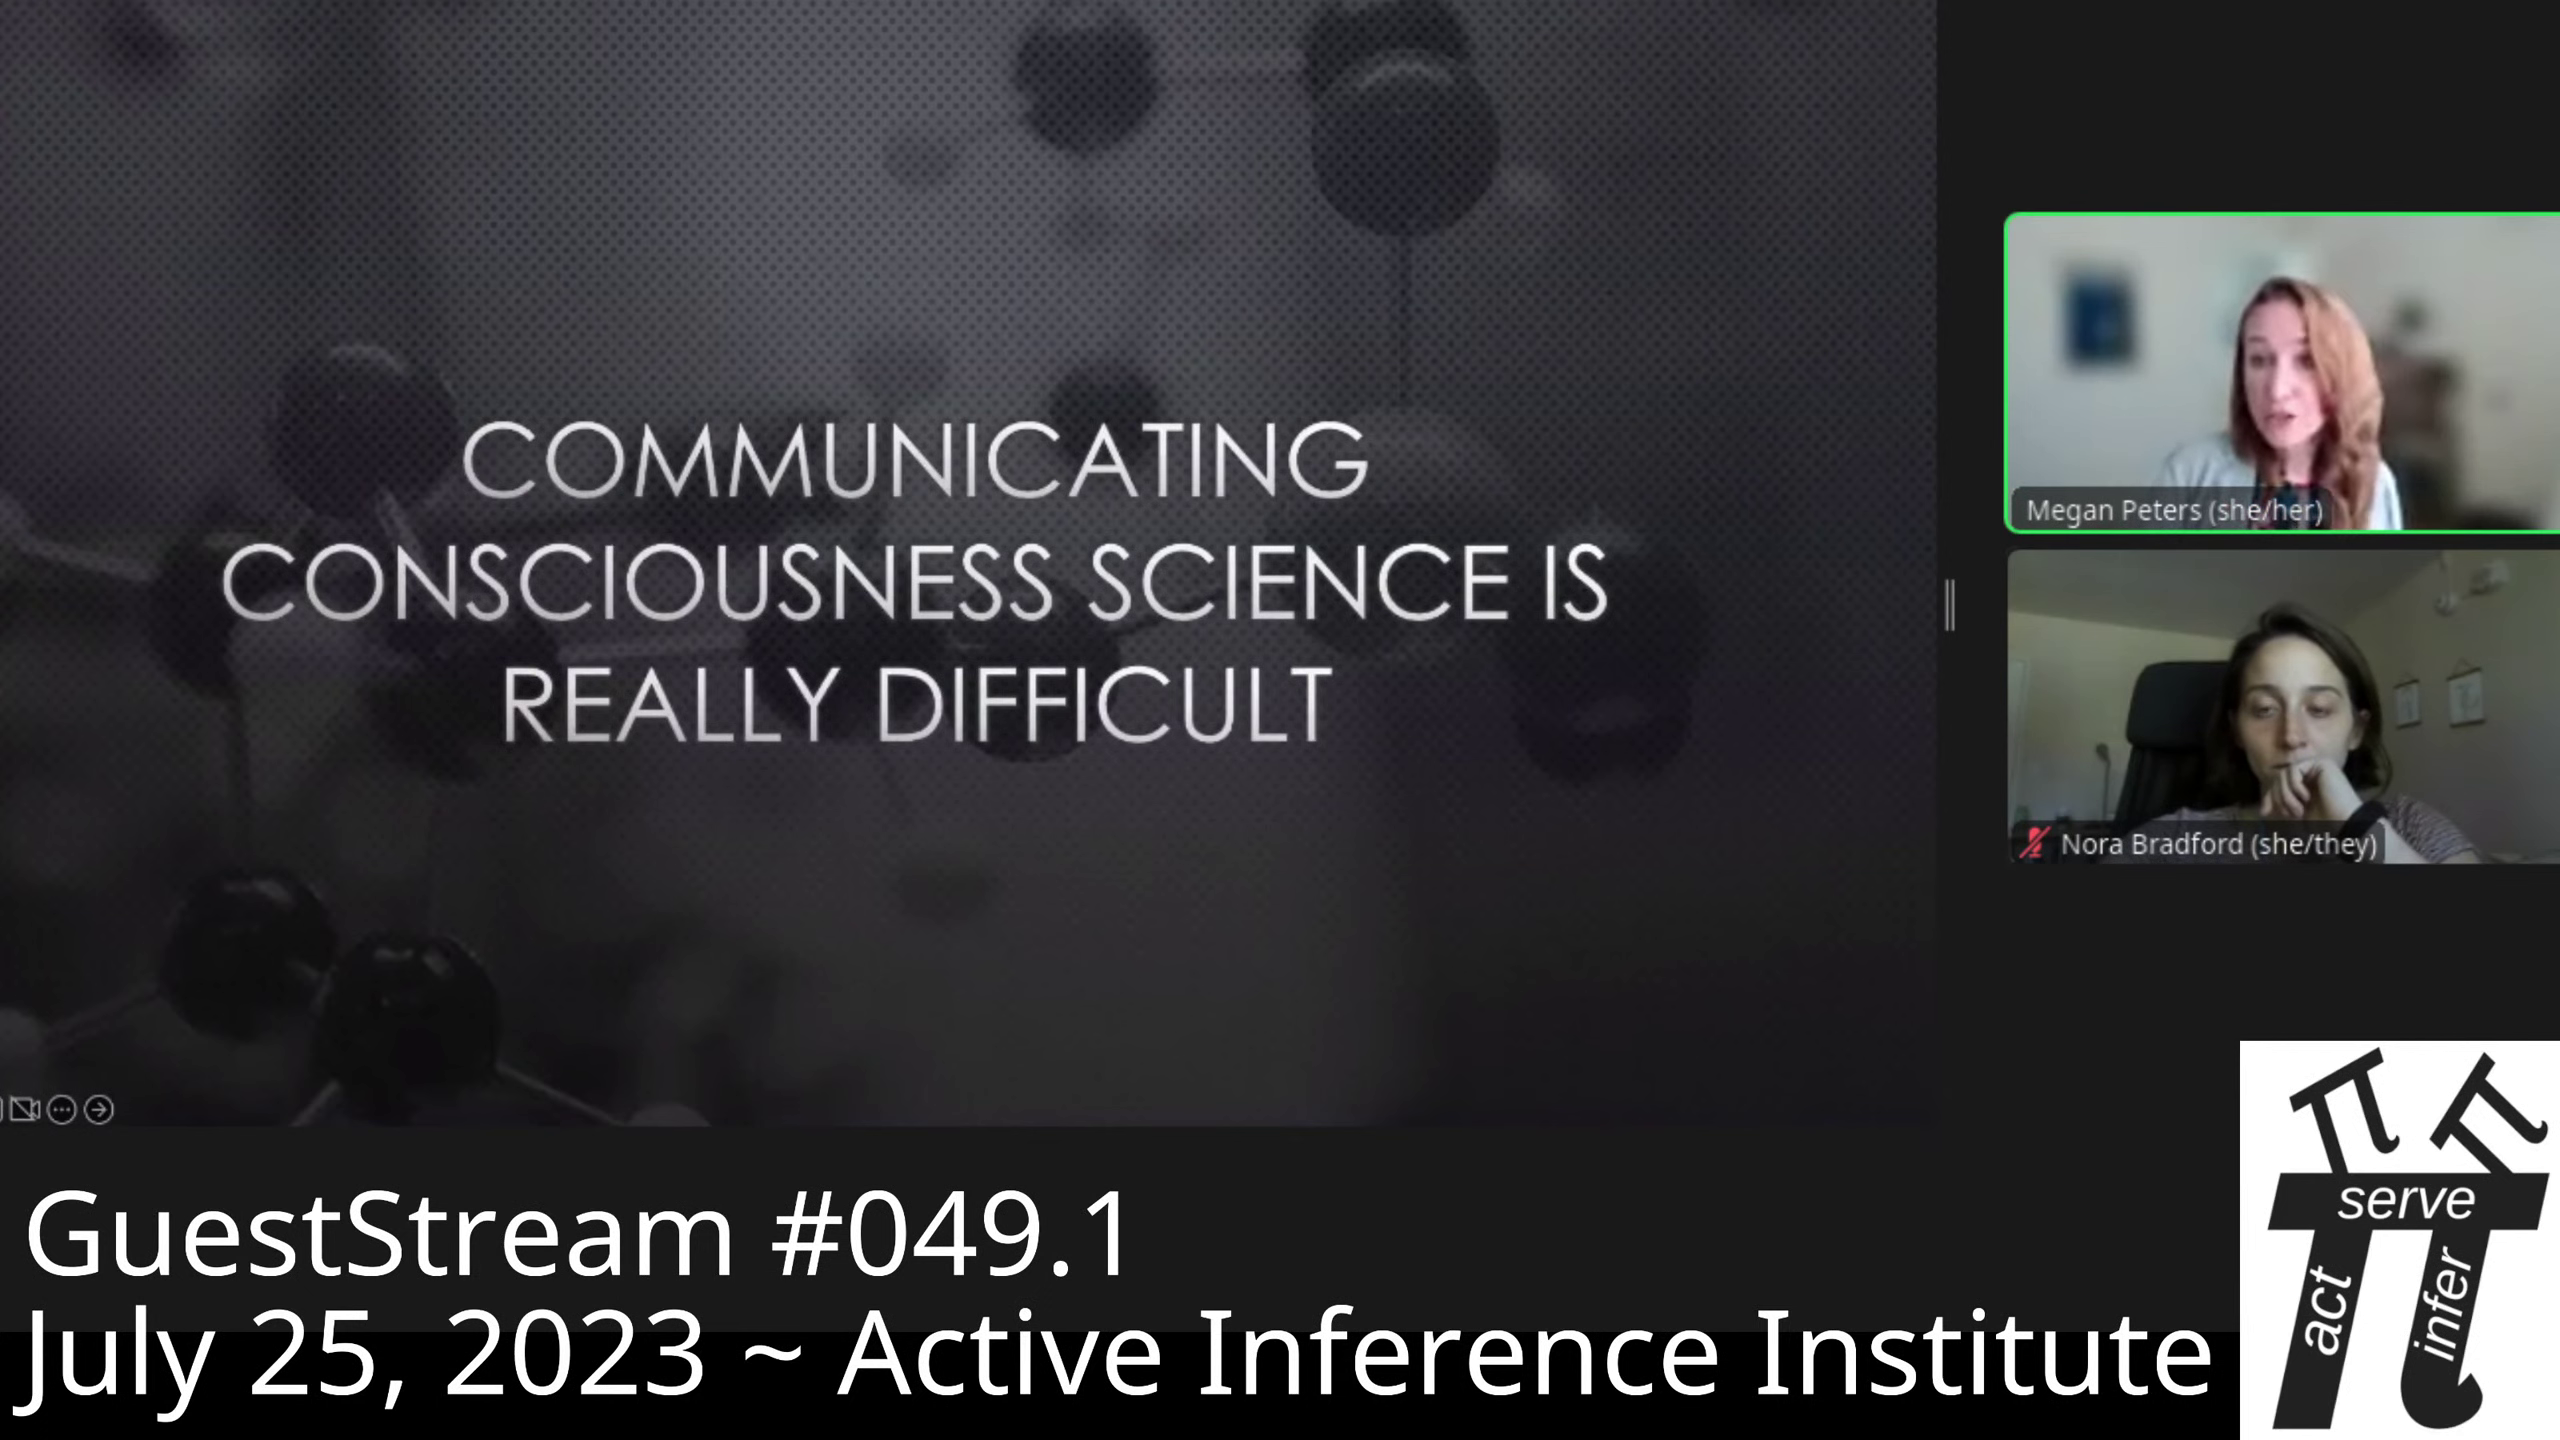 COMMUNICATING
CONSCIOUSNESS SCIENCE IS
REALLY DIFFICULT
Megan Peters (she/her)
Nora Bradford (she/they)
GuestStream #049.1
July 25, 2023 ~ Active Inference Institute
serve
act
infer